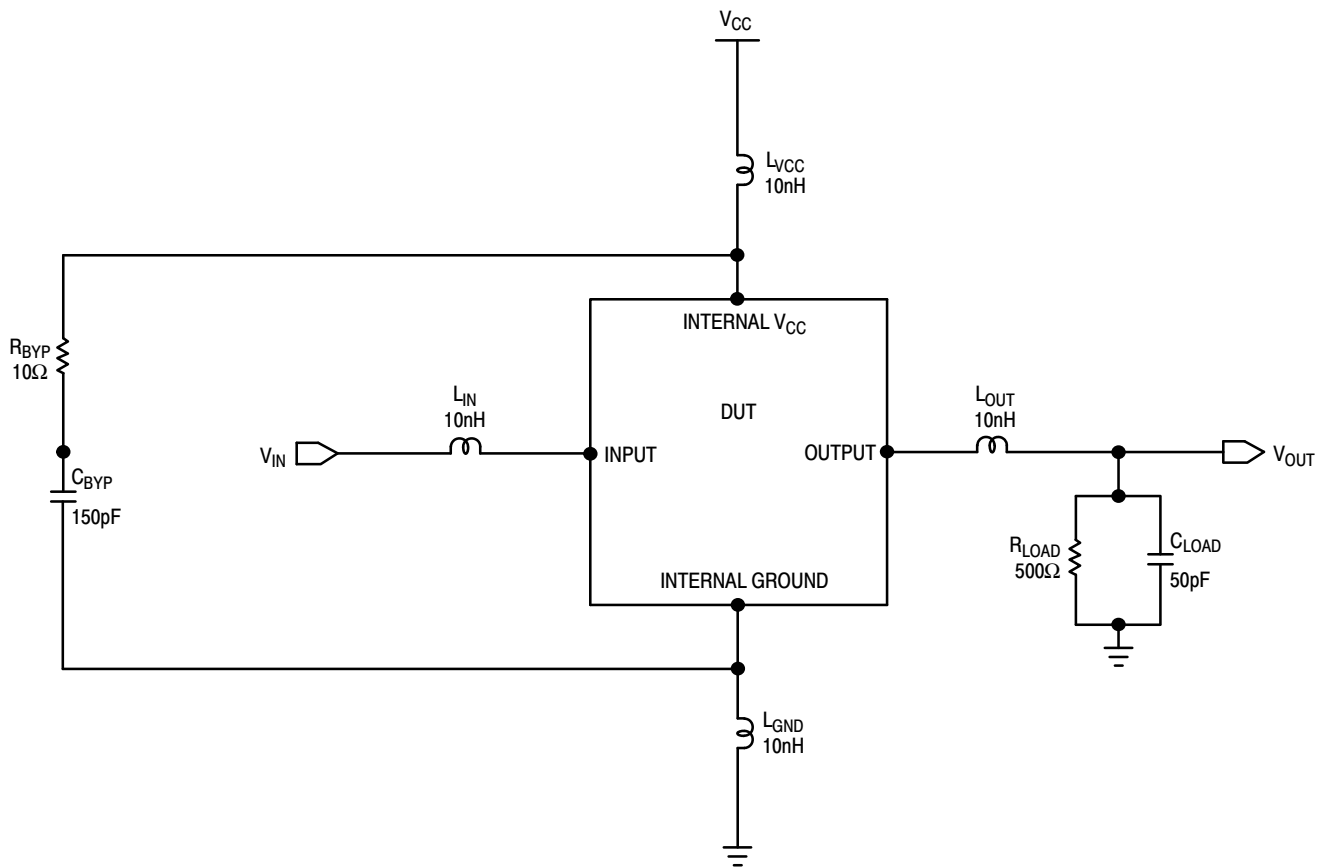 VCC
LVCC
10nH
INTERNAL VCC
RBYP
10Ω
LIN
10nH
DUT
LOUT
10nH
VIN
INPUT
OUTPUT
VOUT
CBYP
150pF
RLOAD
500Ω
CLOAD
50pF
INTERNAL GROUND
LGND
10nH